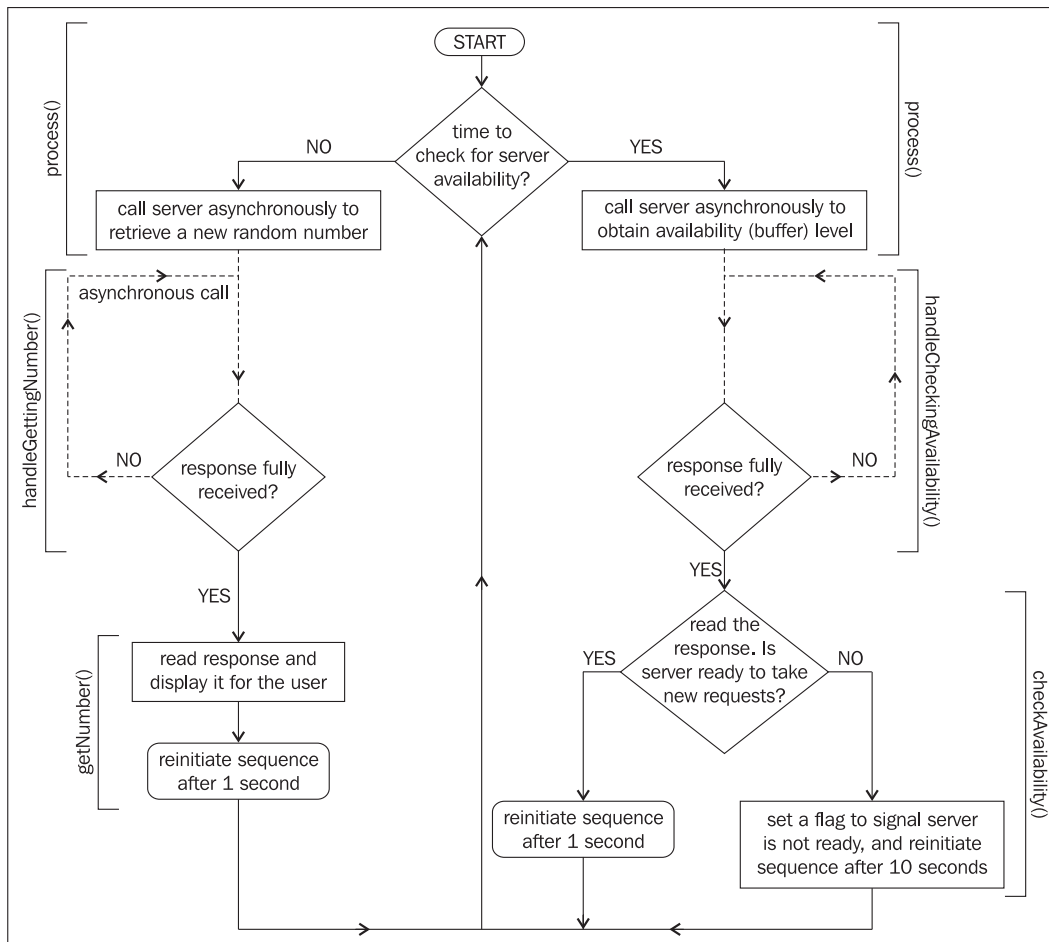 START
process()
process()
time to
check for server
availability?
NO
YES
call server asynchronously to
retrieve a new random number
call server asynchronously to
obtain availability (buffer) level
asynchronous call
handleGettingNumber()
handleCheckingAvailability()
NO
response fully
received?
response fully
received?
NO
YES
YES
read the
response. Is
server ready to take
new requests?
YES
NO
read response and
display it for the user
getNumber()
checkAvailability()
reinitiate sequence
after 1 second
reinitiate sequence
after 1 second
set a flag to signal server
is not ready, and reinitiate
sequence after 10 seconds